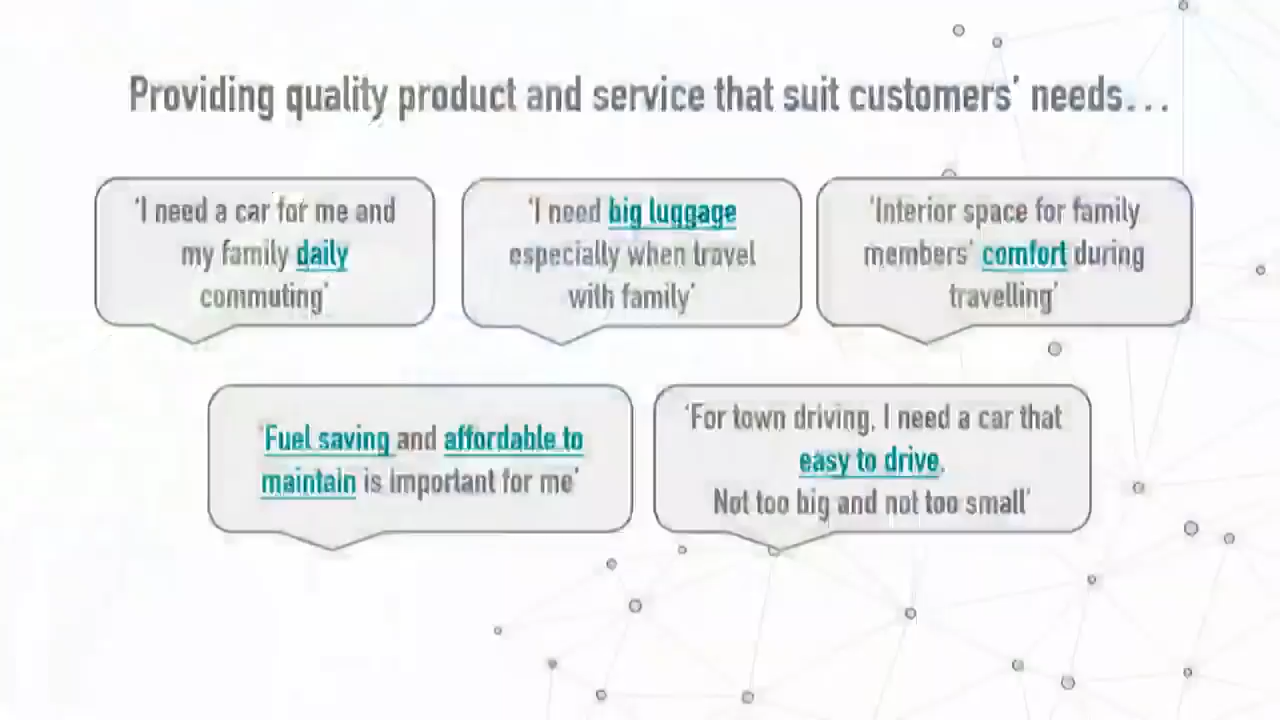 Providing quality product and service that suit customers' needs...
'I need a car for me and
my family daily
commuting'
'I need big luggage
especially when travel
with family'
'Interior space for family
members' comfort during
travelling'
'Fuel saving and affordable to
maintain is important for me'
'For town driving, I need a car that
easy to drive.
Not too big and not too small'